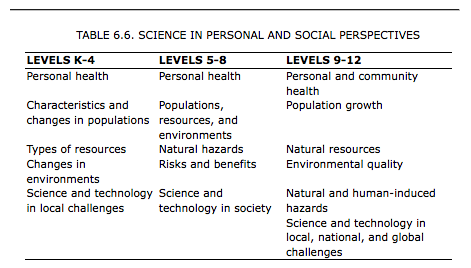 TABLE 6.6. SCIENCE IN PERSONAL AND SOCIAL PERSPECTIVES
LEVELS K-4 LEVELS 5-8 LEVELS 9-12
Personal health Personal health Personal and community
health
Characteristics and Populations, Population growth
changes in populations resources, and
environments
Types of resources Natural hazards Natural resources
Changes in Risks and benefits Environmental quality
environments
Science and technology Science and Natural and human-induced
in local challenges technology in society hazards
Science and technology in
local, national, and global
challenges